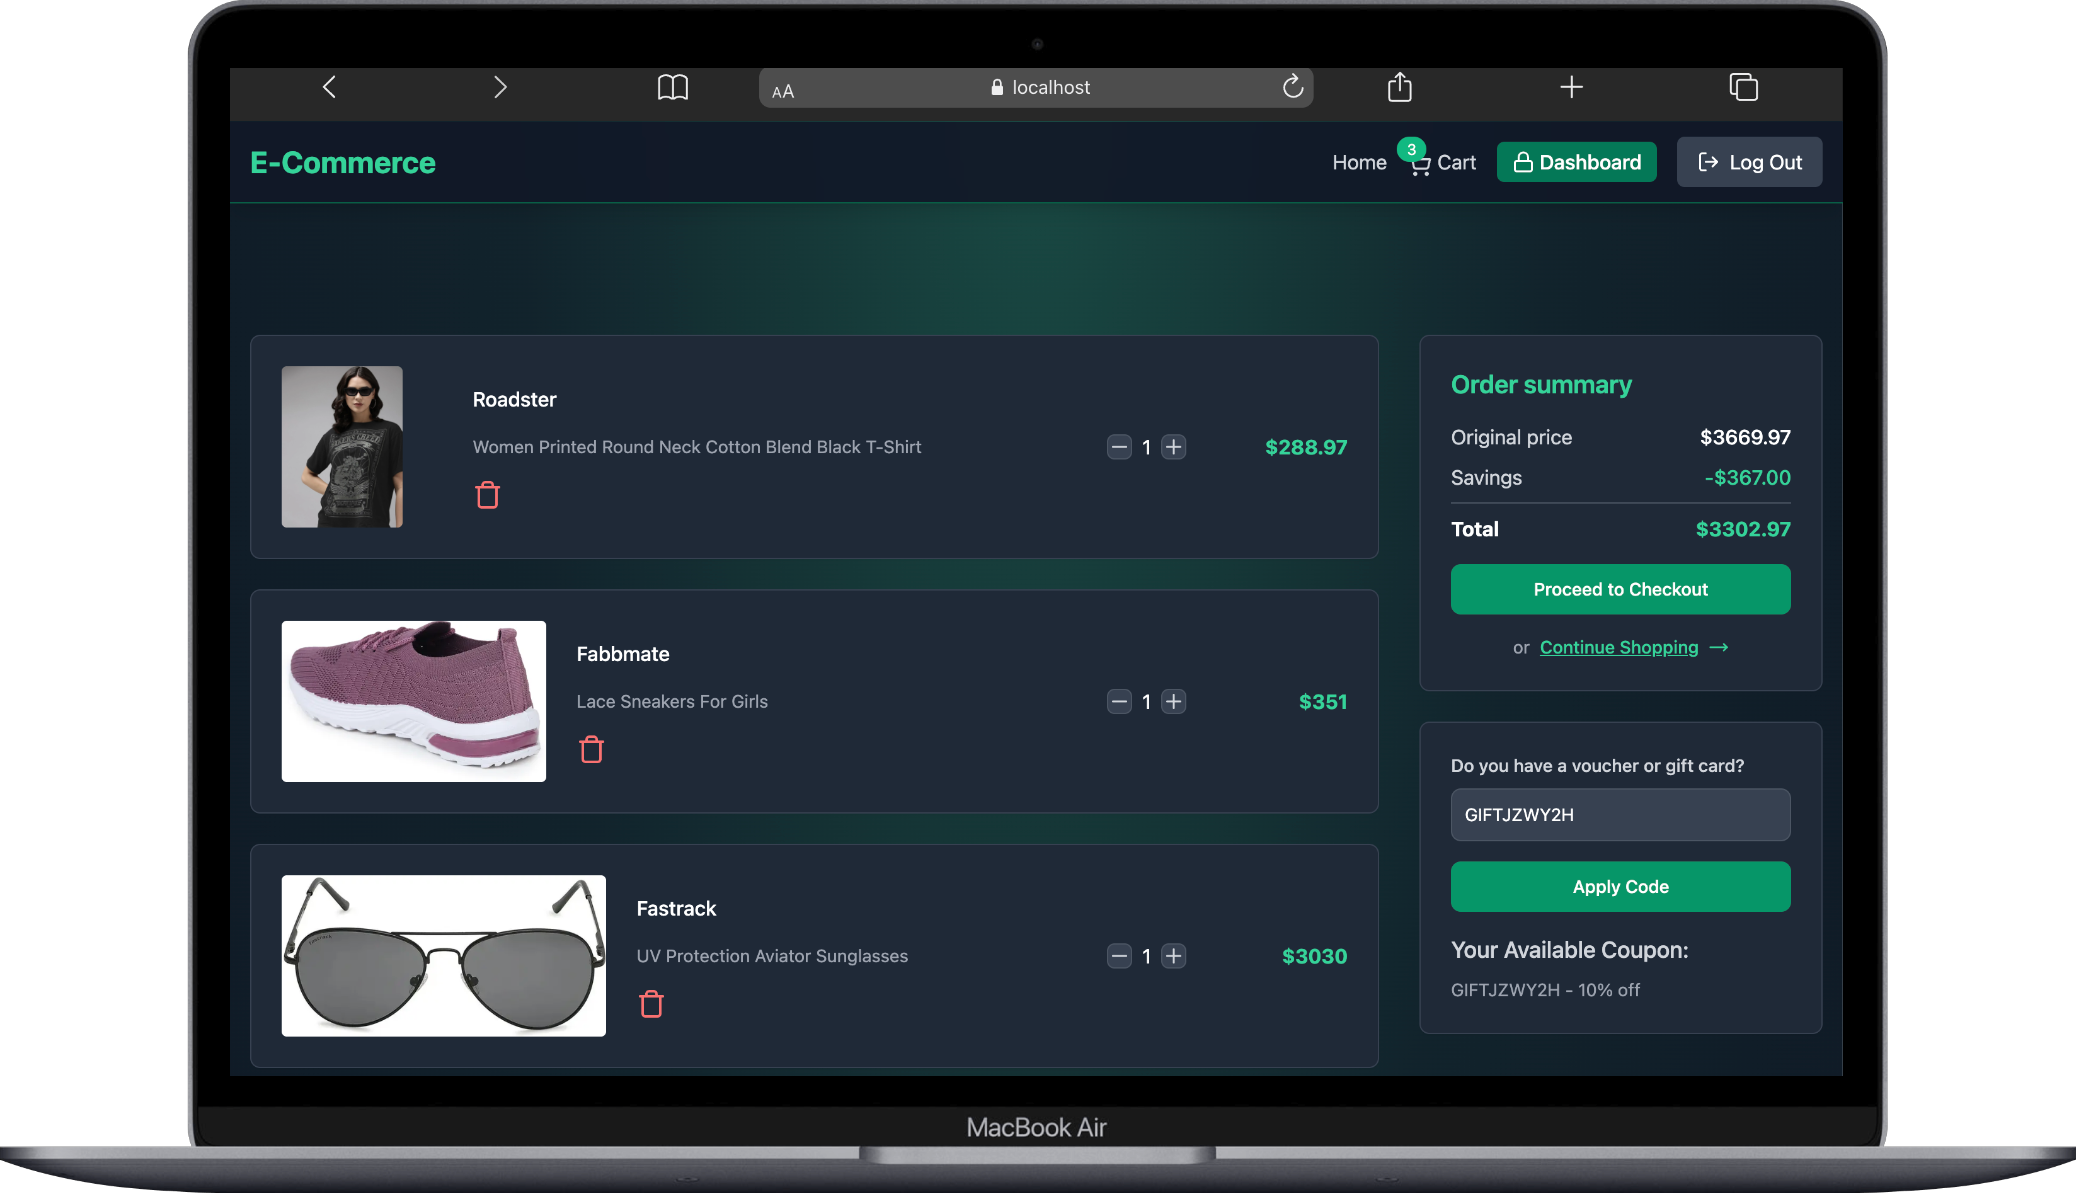 AA localhost
E-Commerce
Home 3 Cart Dashboard Log Out
Roadster
Women Printed Round Neck Cotton Blend Black T-Shirt
1
$288.97
Fabbmate
Lace Sneakers For Girls
1
$351
Fastrack
UV Protection Aviator Sunglasses
1
$3030
Order summary
Original price $3669.97
Savings -$367.00
Total $3302.97
Proceed to Checkout
or Continue Shopping →
Do you have a voucher or gift card?
GIFTJZWY2H
Apply Code
Your Available Coupon:
GIFTJZWY2H - 10% off
MacBook Air